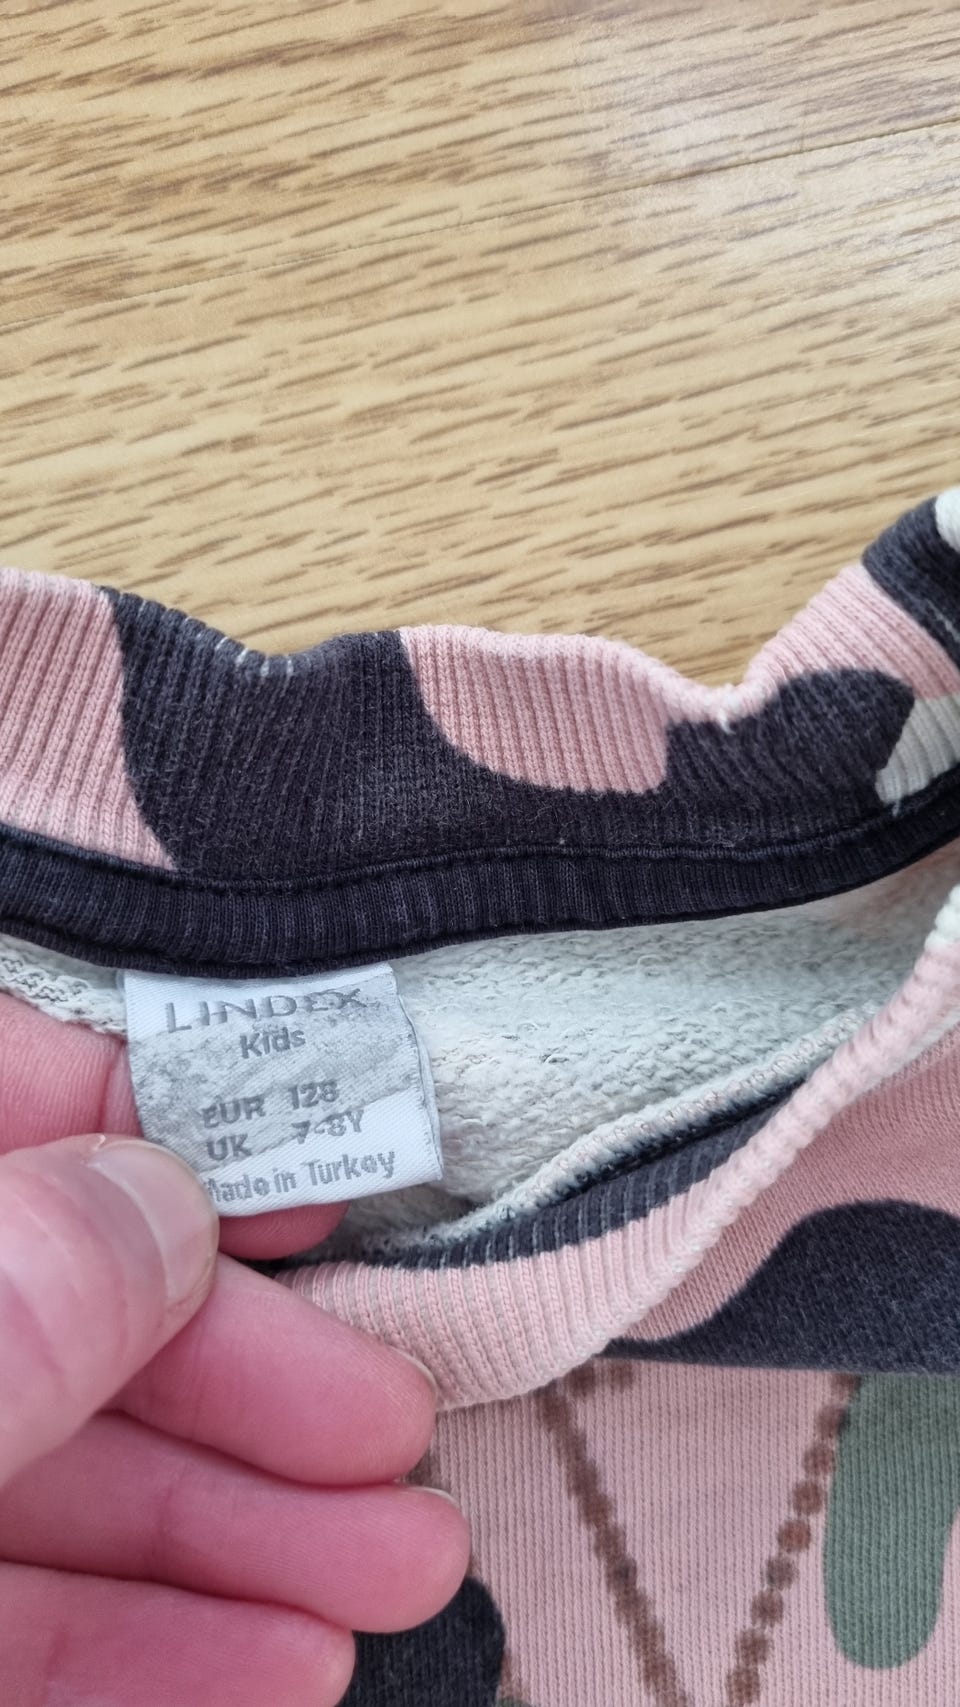 LINDEX
Kids
EUR 128
UK 7-8Y
Made in Turkey